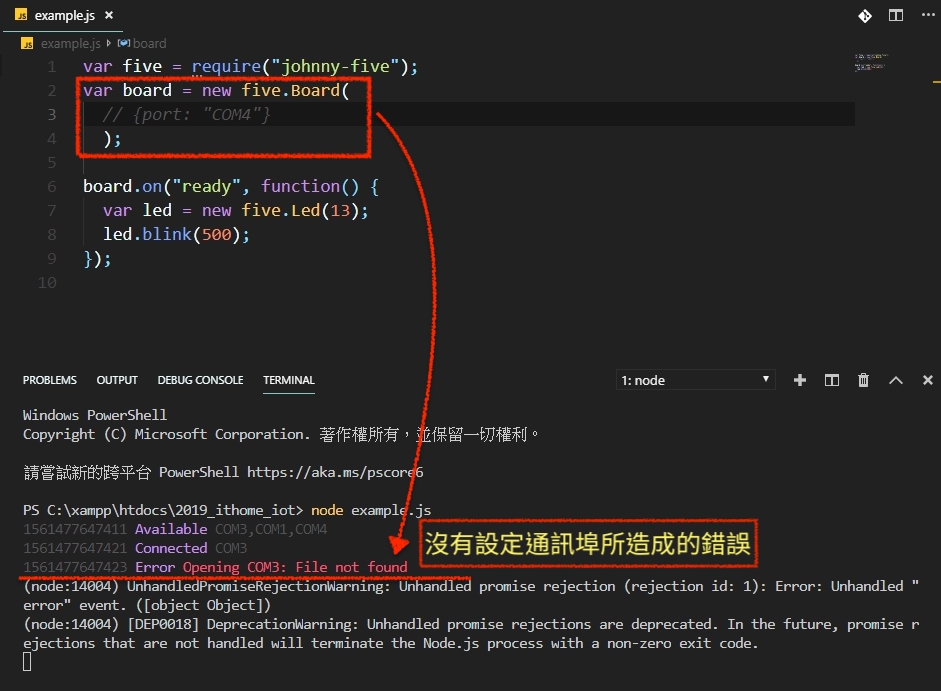 JS example.js ×
JS example.js board
1 var five = require("johnny-five");
2 var board = new five.Board(
3 // {port: "COM4"}
4 );
5
6 board.on("ready", function() {
7 var led = new five.Led(13);
8 led.blink(500);
9 });
10
PROBLEMS OUTPUT DEBUG CONSOLE TERMINAL 1: node
Windows PowerShell
Copyright (C) Microsoft Corporation. 著作權所有，並保留一切權利。
請嘗試新的跨平台 PowerShell https://aka.ms/pscore6
PS C:\xampp\htdocs\2019_ithome_iot> node example.js
1561477647411 Available COM3,COM1,COM4
1561477647421 Connected COM3
1561477647423 Error Opening COM3: File not found
沒有設定通訊埠所造成的錯誤
(node:14004) UnhandledPromiseRejectionWarning: Unhandled promise rejection (rejection id: 1): Error: Unhandled "
error" event. ([object Object])
(node:14004) [DEP0018] DeprecationWarning: Unhandled promise rejections are deprecated. In the future, promise r
ejections that are not handled will terminate the Node.js process with a non-zero exit code.